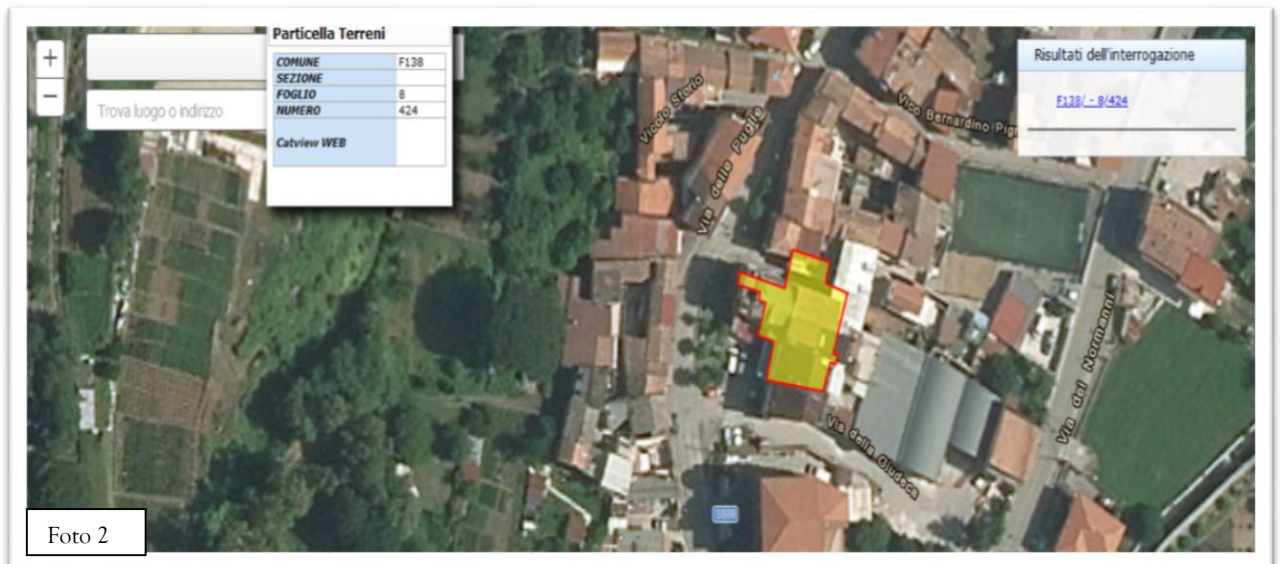 +
−
Trova luogo o indirizzo
Particella Terreni
COMUNE F138
SEZIONE
FOGLIO 8
NUMERO 424
Catview WEB
Risultati dell'interrogazione
F138/ - 8/424
Vicolo Storto
Via delle Puglie
Vico Bernardino Pign
Via dei Normanni
Via della Giudeca
Foto 2